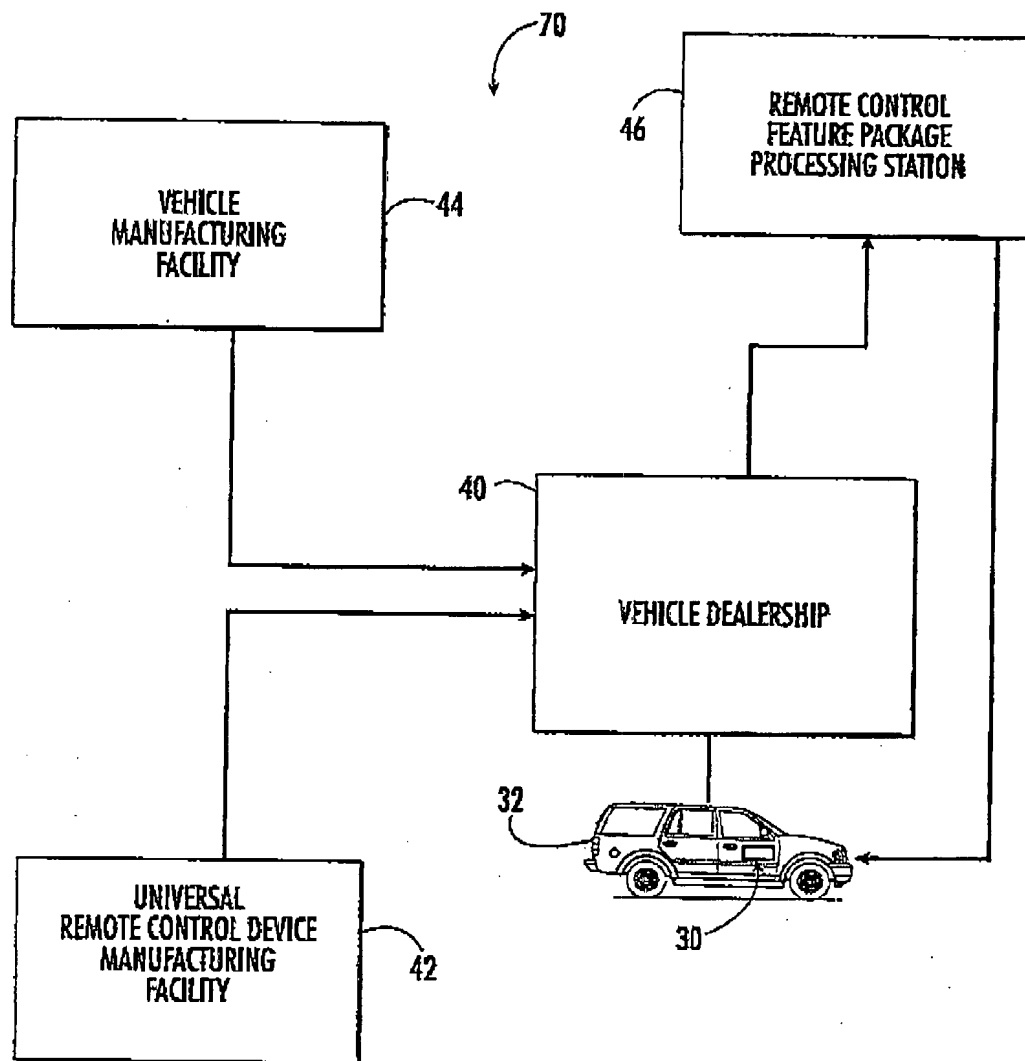 70
REMOTE CONTROL
FEATURE PACKAGE
PROCESSING STATION
46
VEHICLE
MANUFACTURING
FACILITY
44
40
VEHICLE DEALERSHIP
32
30
UNIVERSAL
REMOTE CONTROL DEVICE
MANUFACTURING
FACILITY
42